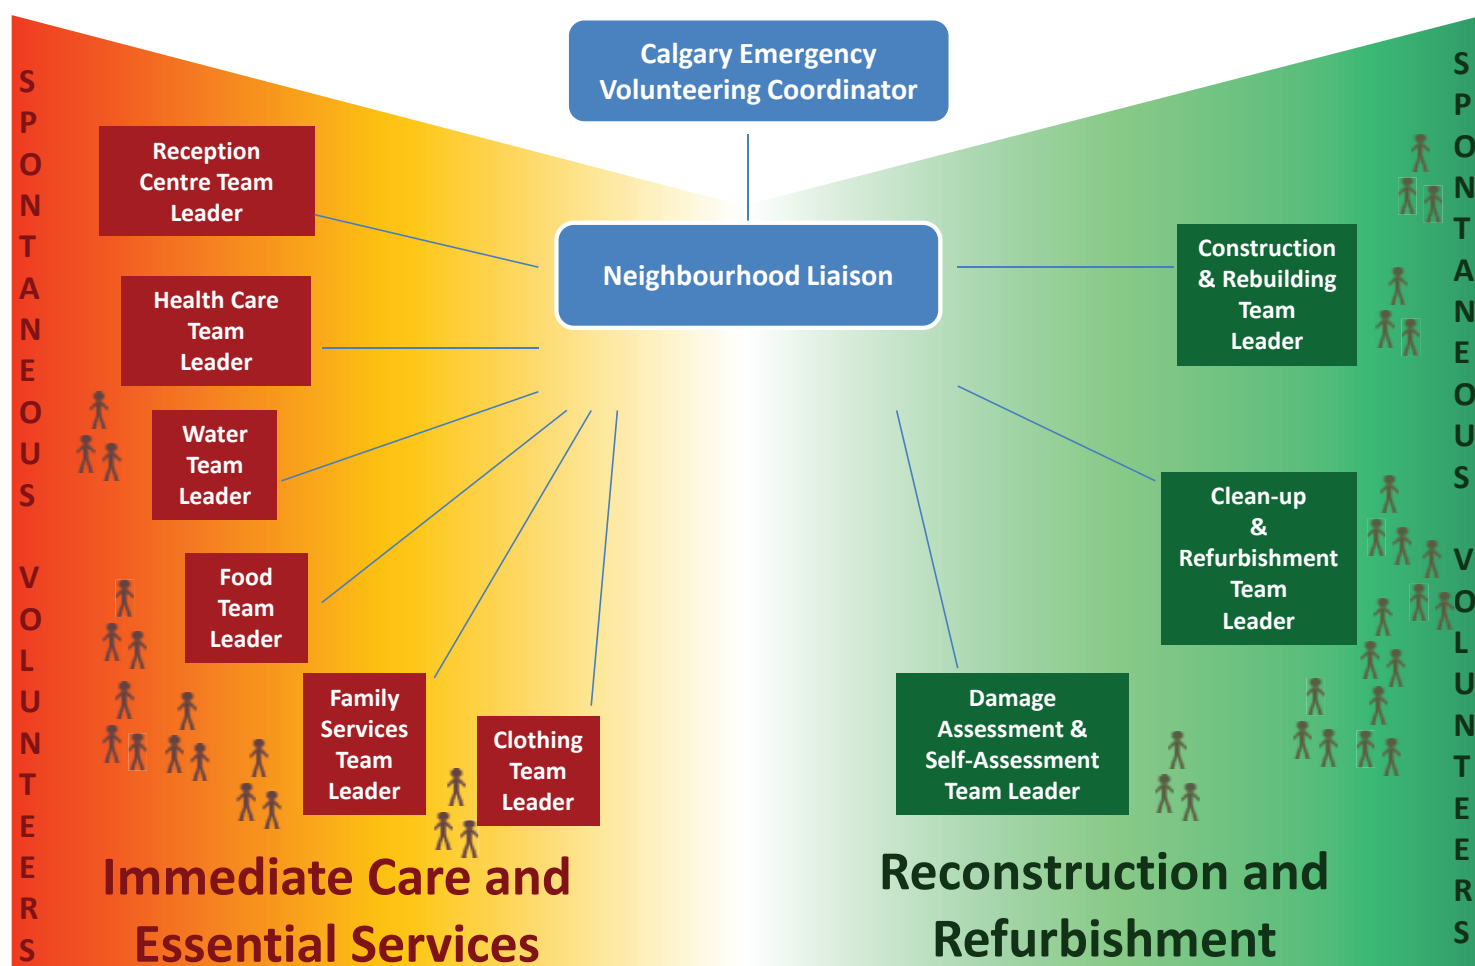 Calgary Emergency
Volunteering Coordinator
Neighbourhood Liaison
SPONTANEOUS VOLUNTEERS
Reception
Centre Team
Leader
Health Care
Team
Leader
Water
Team
Leader
Food
Team
Leader
Family
Services
Team
Leader
Clothing
Team
Leader
Immediate Care and
Essential Services
Construction
& Rebuilding
Team
Leader
Clean-up
&
Refurbishment
Team
Leader
Damage
Assessment &
Self-Assessment
Team Leader
Reconstruction and
Refurbishment
SPONTANEOUS VOLUNTEERS